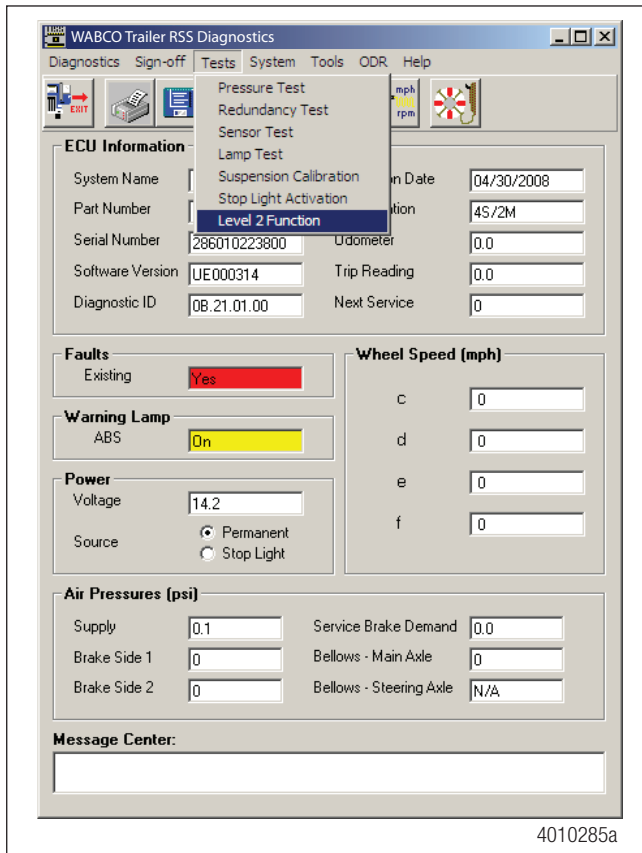 WABCO Trailer RSS Diagnostics
Diagnostics Sign-off Tests System Tools ODR Help
EXIT
mph
rpm
Pressure Test
Redundancy Test
Sensor Test
Lamp Test
Suspension Calibration
Stop Light Activation
Level 2 Function
ECU Information
System Name n Date 04/30/2008
Part Number tion 4S/2M
Serial Number 286010223800 Odometer 0.0
Software Version UE000314 Trip Reading 0.0
Diagnostic ID 0B.21.01.00 Next Service 0
Faults
Existing Yes
Warning Lamp
ABS On
Power
Voltage 14.2
Source Permanent
Stop Light
Wheel Speed (mph)
c 0
d 0
e 0
f 0
Air Pressures (psi)
Supply 0.1 Service Brake Demand 0.0
Brake Side 1 0 Bellows - Main Axle 0
Brake Side 2 0 Bellows - Steering Axle N/A
Message Center:
4010285a